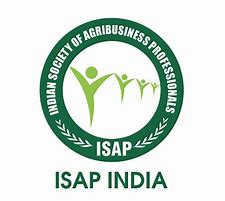 INDIAN SOCIETY OF AGRIBUSINESS PROFESSIONALS
ISAP
ISAP INDIA